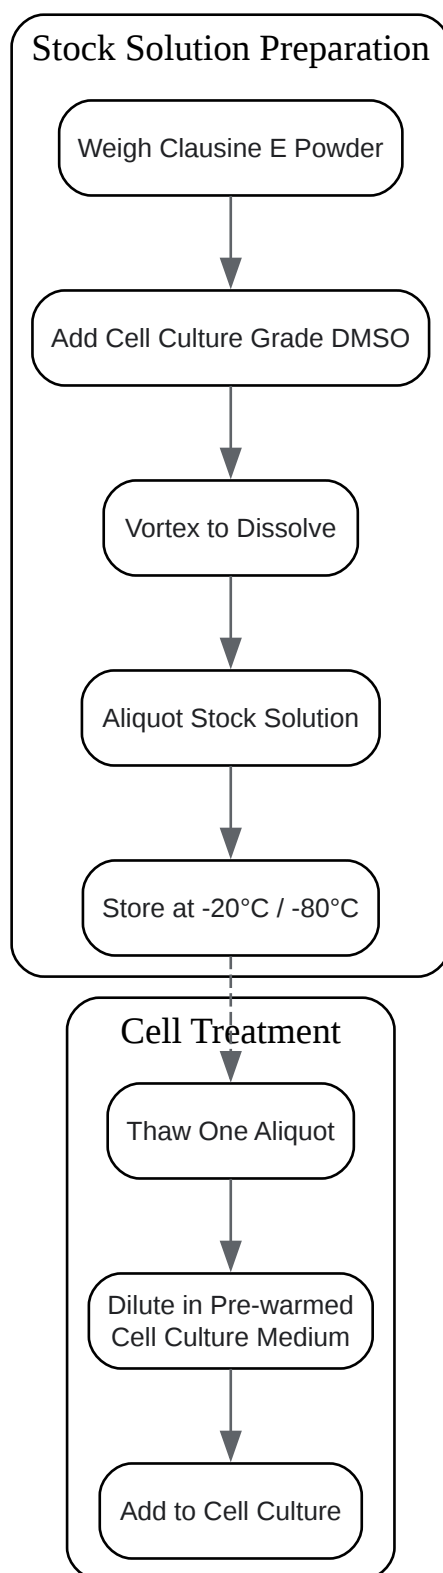 Stock Solution Preparation
Weigh Clausine E Powder
Add Cell Culture Grade DMSO
Vortex to Dissolve
Aliquot Stock Solution
Store at -20°C / -80°C
Cell Treatment
Thaw One Aliquot
Dilute in Pre-warmed
Cell Culture Medium
Add to Cell Culture